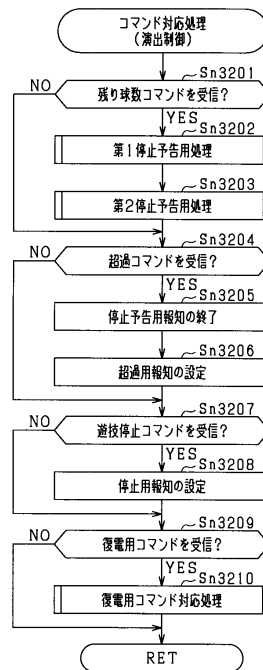 コマンド対応処理
(演出制御)
Sn3201
NO
残り球数コマンドを受信?
YES
Sn3202
第1停止予告用処理
Sn3203
第2停止予告用処理
Sn3204
NO
超過コマンドを受信?
YES
Sn3205
停止予告用報知の終了
Sn3206
超過用報知の設定
Sn3207
NO
遊技停止コマンドを受信?
YES
Sn3208
停止用報知の設定
Sn3209
NO
復電用コマンドを受信?
YES
Sn3210
復電用コマンド対応処理
RET